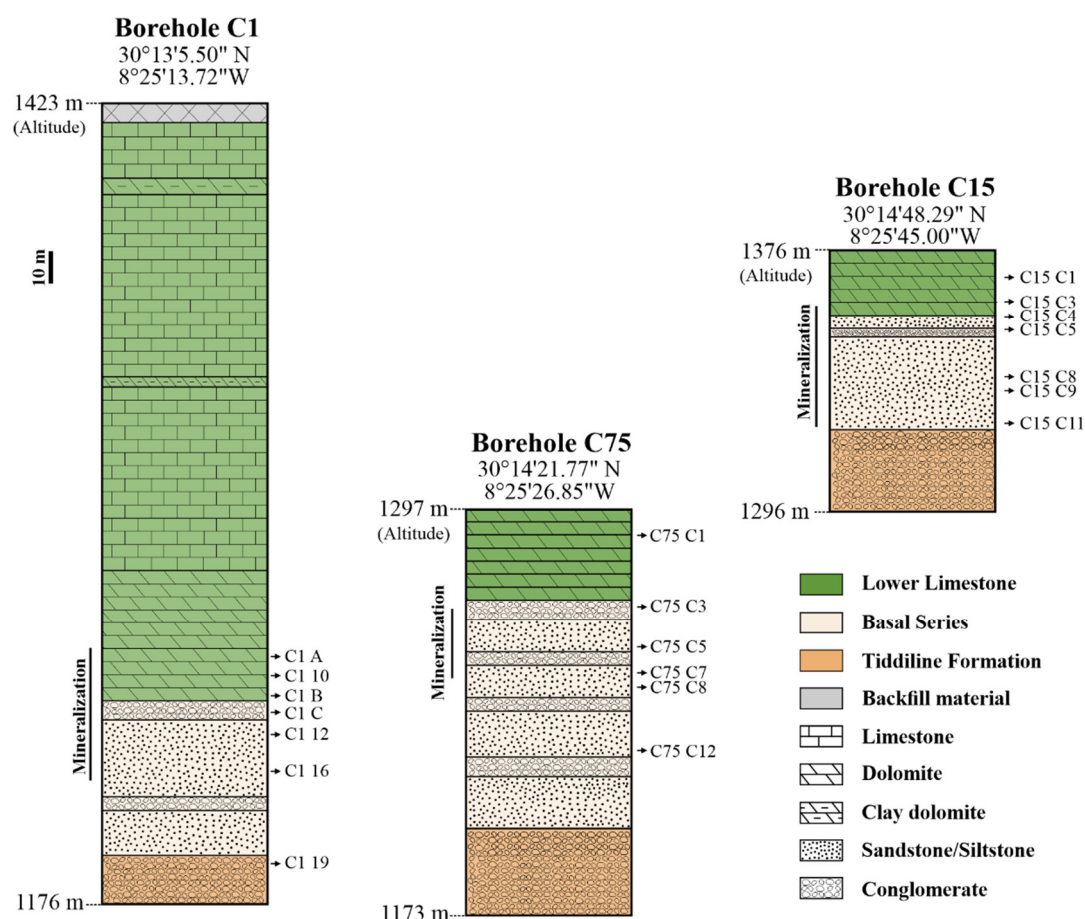 Borehole C1
30°13'5.50" N
8°25'13.72"W
1423 m
(Altitude)
10 m
Mineralization
C1 A
C1 10
C1 B
C1 C
C1 12
C1 16
C1 19
1176 m
Borehole C75
30°14'21.77" N
8°25'26.85"W
1297 m
(Altitude)
Mineralization
C75 C1
C75 C3
C75 C5
C75 C7
C75 C8
C75 C12
1173 m
Borehole C15
30°14'48.29" N
8°25'45.00"W
1376 m
(Altitude)
Mineralization
C15 C1
C15 C3
C15 C4
C15 C5
C15 C8
C15 C9
C15 C11
1296 m
Lower Limestone
Basal Series
Tiddiline Formation
Backfill material
Limestone
Dolomite
Clay dolomite
Sandstone/Siltstone
Conglomerate